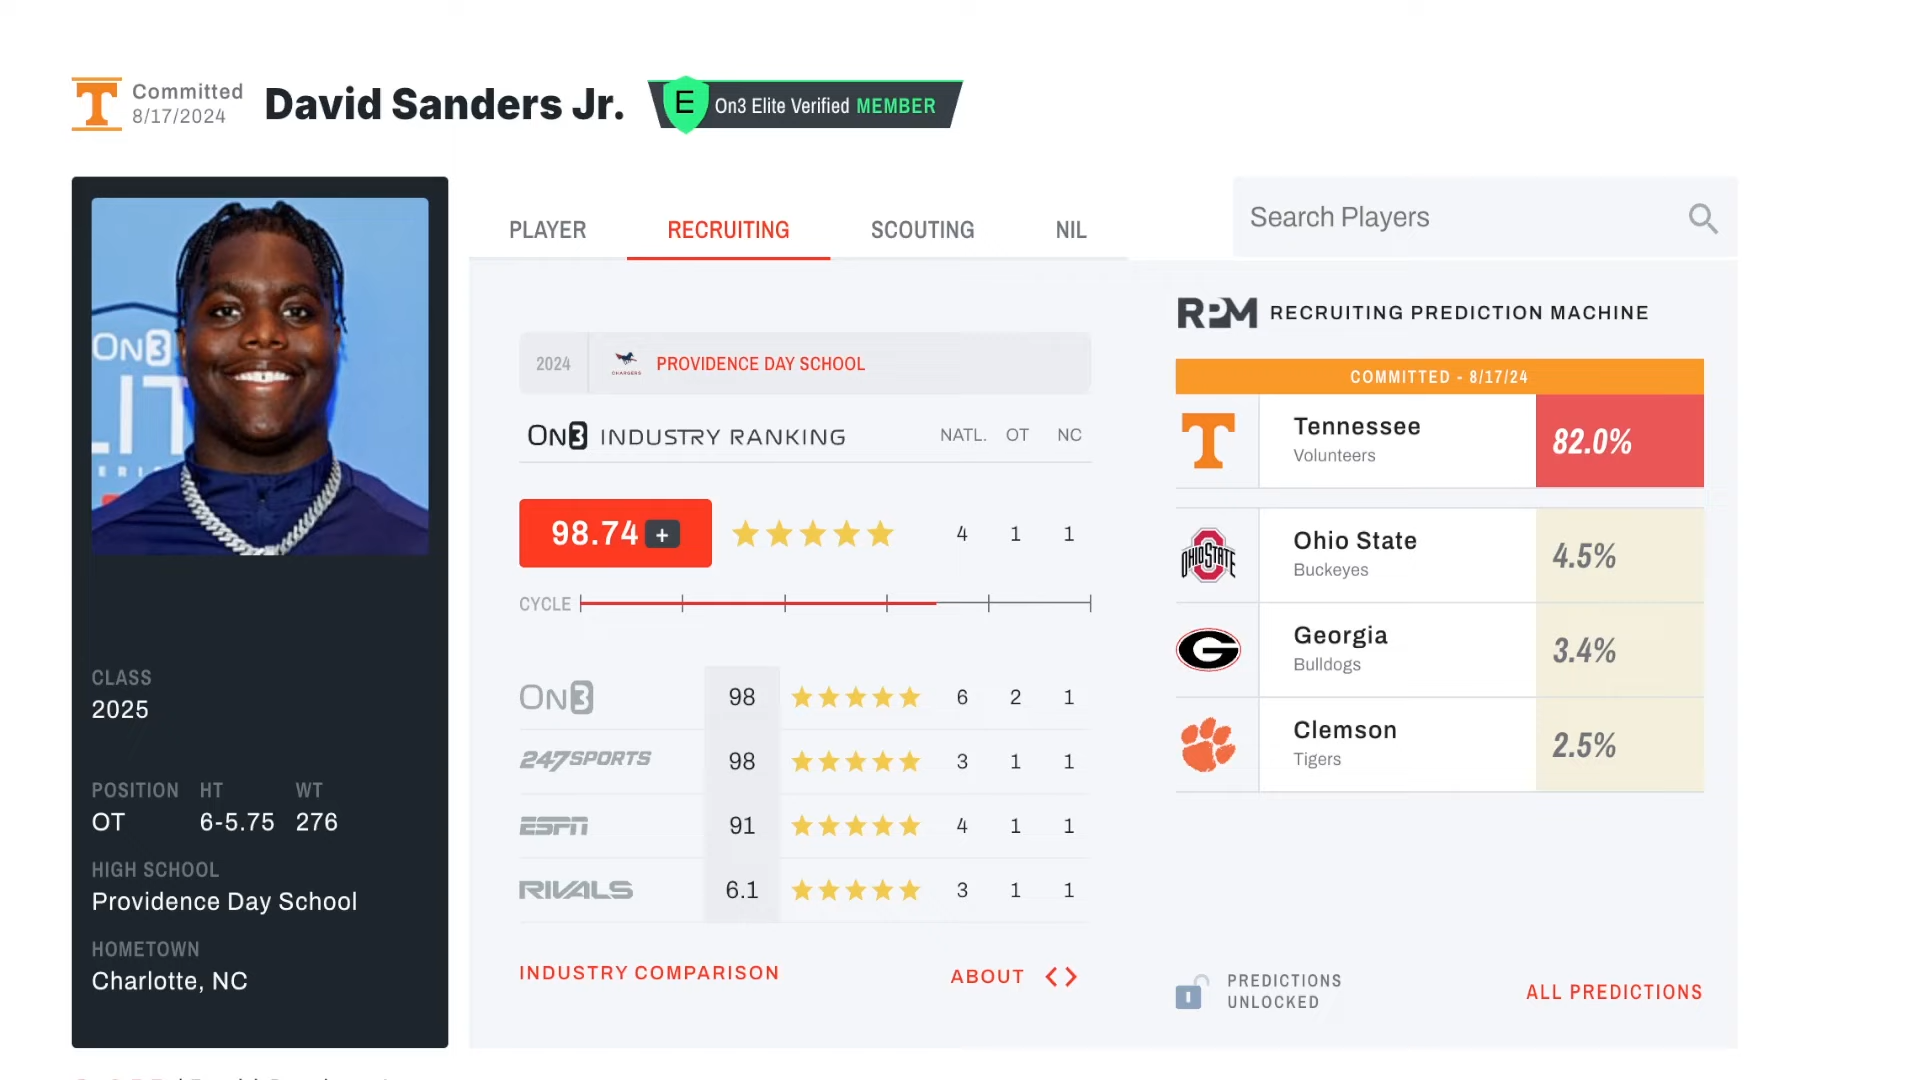 Committed
8/17/2024
David Sanders Jr.
E On3 Elite Verified MEMBER
PLAYER RECRUITING SCOUTING NIL
Search Players
ON3
CLASS
2025
POSITION HT WT
OT 6-5.75 276
HIGH SCHOOL
Providence Day School
HOMETOWN
Charlotte, NC
2024 CHARGERS PROVIDENCE DAY SCHOOL
ON3 INDUSTRY RANKING NATL. OT NC
98.74 + 4 1 1
CYCLE
ON3 98 6 2 1
247SPORTS 98 3 1 1
ESPN 91 4 1 1
RIVALS 6.1 3 1 1
INDUSTRY COMPARISON ABOUT
RPM RECRUITING PREDICTION MACHINE
COMMITTED - 8/17/24
T Tennessee 82.0%
Volunteers
OHIO STATE Ohio State 4.5%
Buckeyes
G Georgia 3.4%
Bulldogs
Clemson 2.5%
Tigers
PREDICTIONS
UNLOCKED
ALL PREDICTIONS